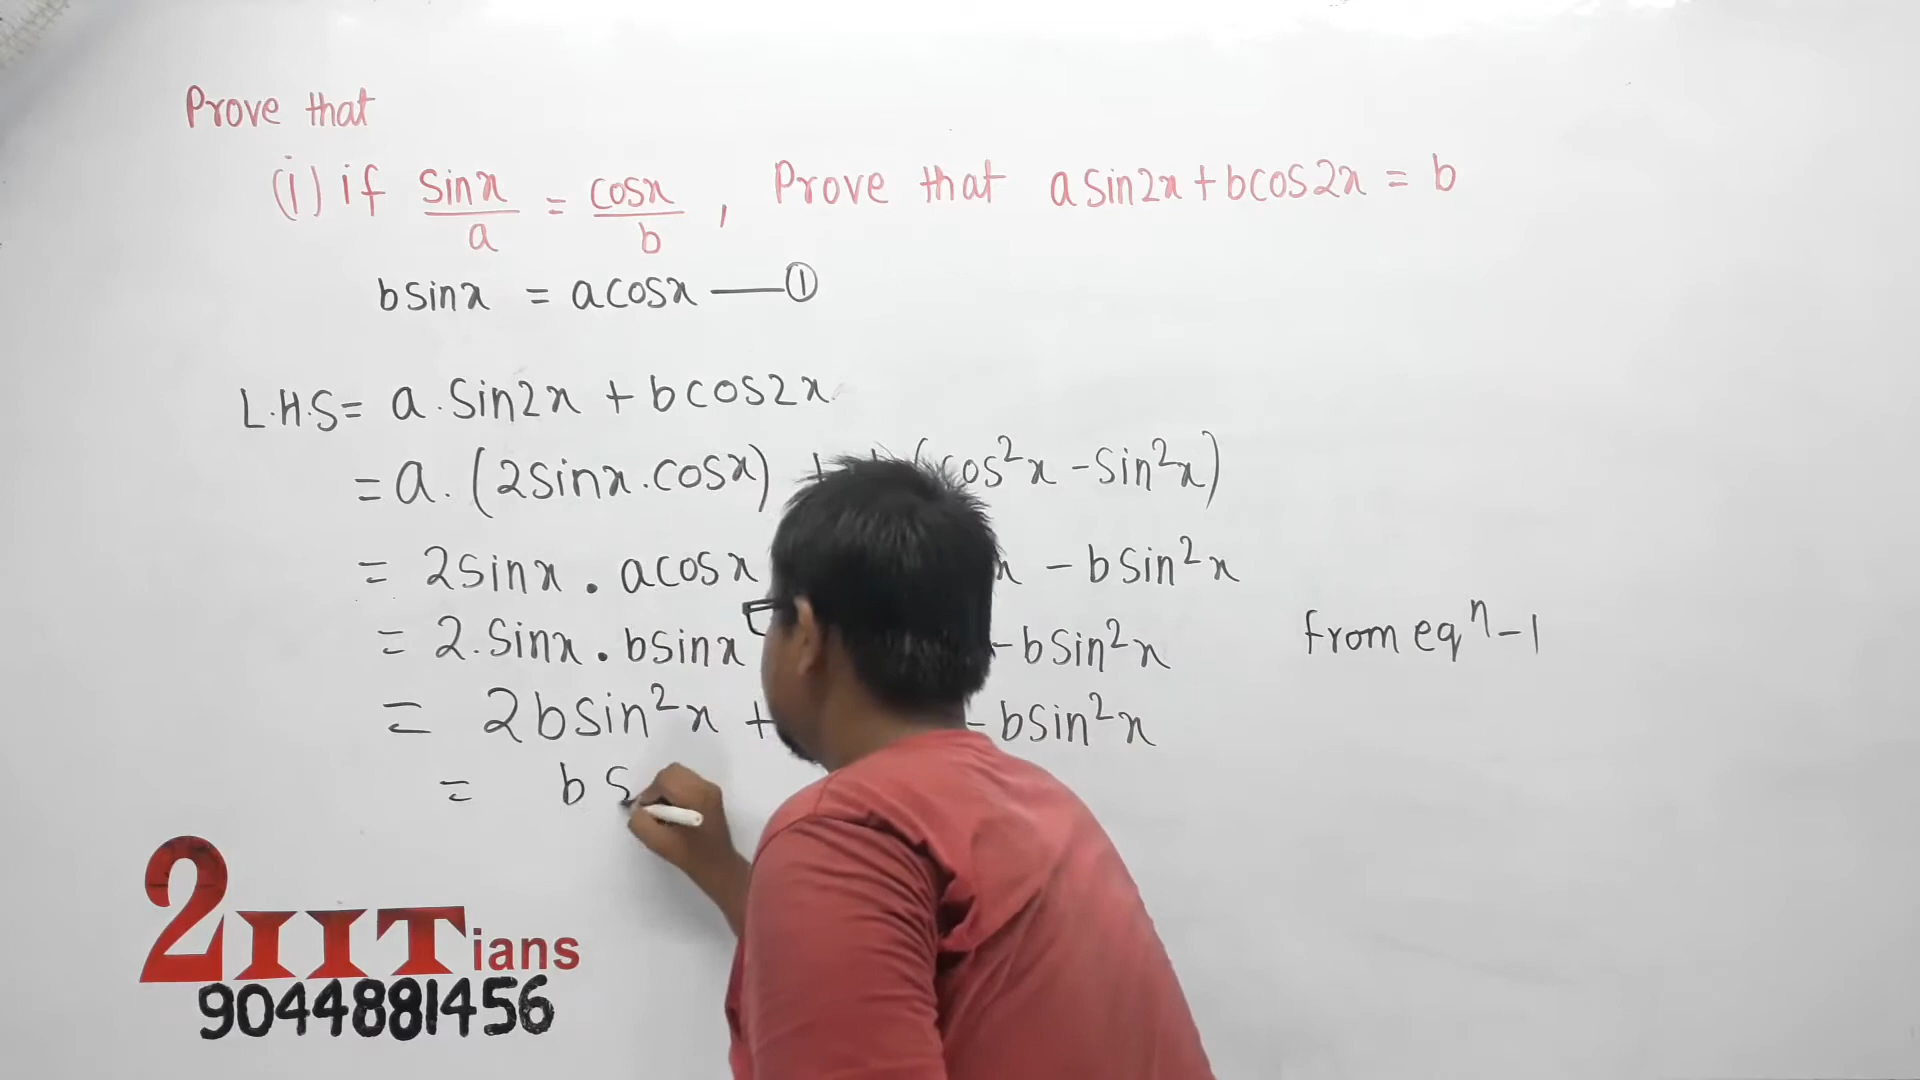 Prove that
(i) if sinx/a = cosx/b , Prove that a sin2x + bcos2x = b
bsinx = acosx —— ①
L.H.S = a. Sin2x + bcos2x
= a. (2sinx.cosx) + (cos²x - Sin²x)
= 2sinx . acosx x - bsin²x
= 2. Sinx . bsinx - bsin²x from eqⁿ-1
= 2bsin²x + - bsin²x
= b S
2IITians
9044881456